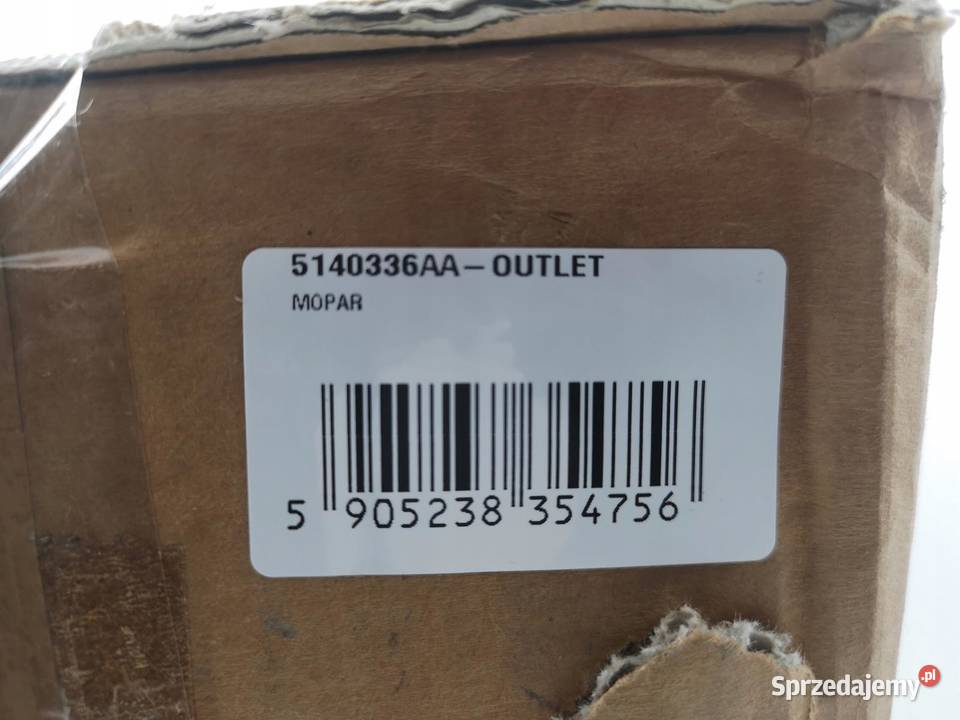 5140336AA-OUTLET
MOPAR
5 905238 354756
Sprzedajemy.pl